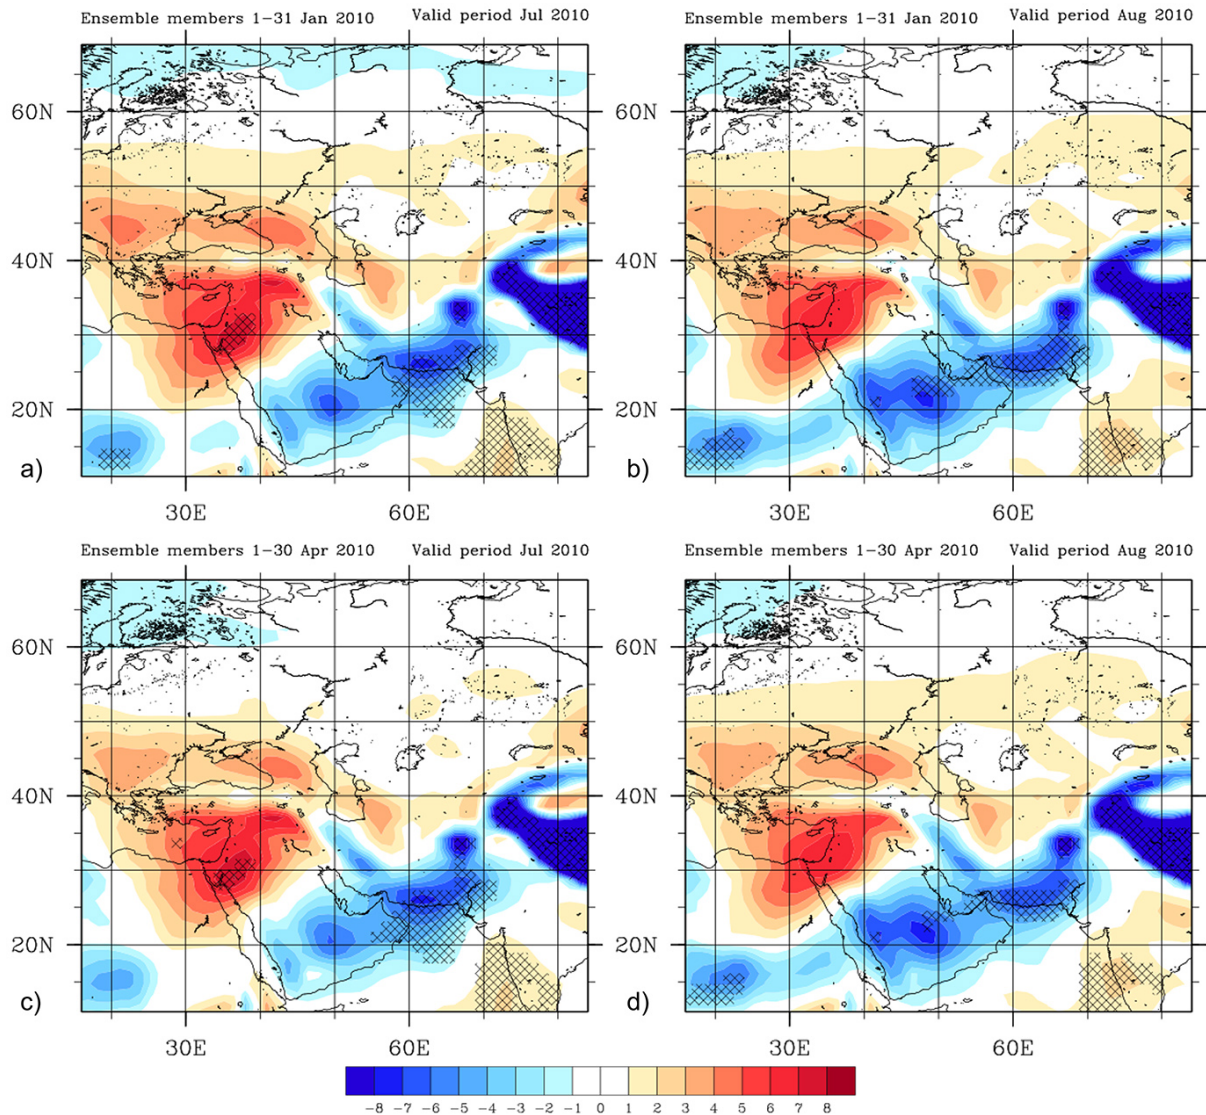 Ensemble members 1−31 Jan 2010 Valid period Jul 2010
Ensemble members 1−31 Jan 2010 Valid period Aug 2010
60N
40N
20N
a)
30E 60E
60N
40N
20N
b)
30E 60E
Ensemble members 1−30 Apr 2010 Valid period Jul 2010
Ensemble members 1−30 Apr 2010 Valid period Aug 2010
60N
40N
20N
c)
30E 60E
60N
40N
20N
d)
30E 60E
−8 −7 −6 −5 −4 −3 −2 −1 0 1 2 3 4 5 6 7 8